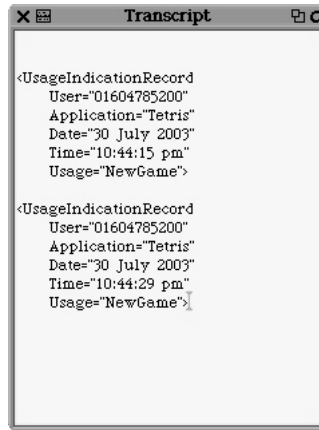 Transcript
<UsageIndicationRecord
User="01604785200"
Application="Tetris"
Date="30 July 2003"
Time="10:44:15 pm"
Usage="NewGame">
<UsageIndicationRecord
User="01604785200"
Application="Tetris"
Date="30 July 2003"
Time="10:44:29 pm"
Usage="NewGame">